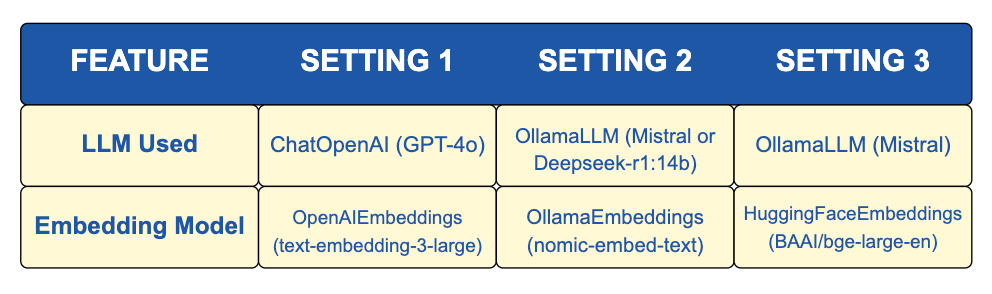 FEATURE SETTING 1 SETTING 2 SETTING 3
LLM Used
ChatOpenAI (GPT-4o)
OllamaLLM (Mistral or
Deepseek-r1:14b)
OllamaLLM (Mistral)
Embedding Model
OpenAIEmbeddings
(text-embedding-3-large)
OllamaEmbeddings
(nomic-embed-text)
HuggingFaceEmbeddings
(BAAI/bge-large-en)